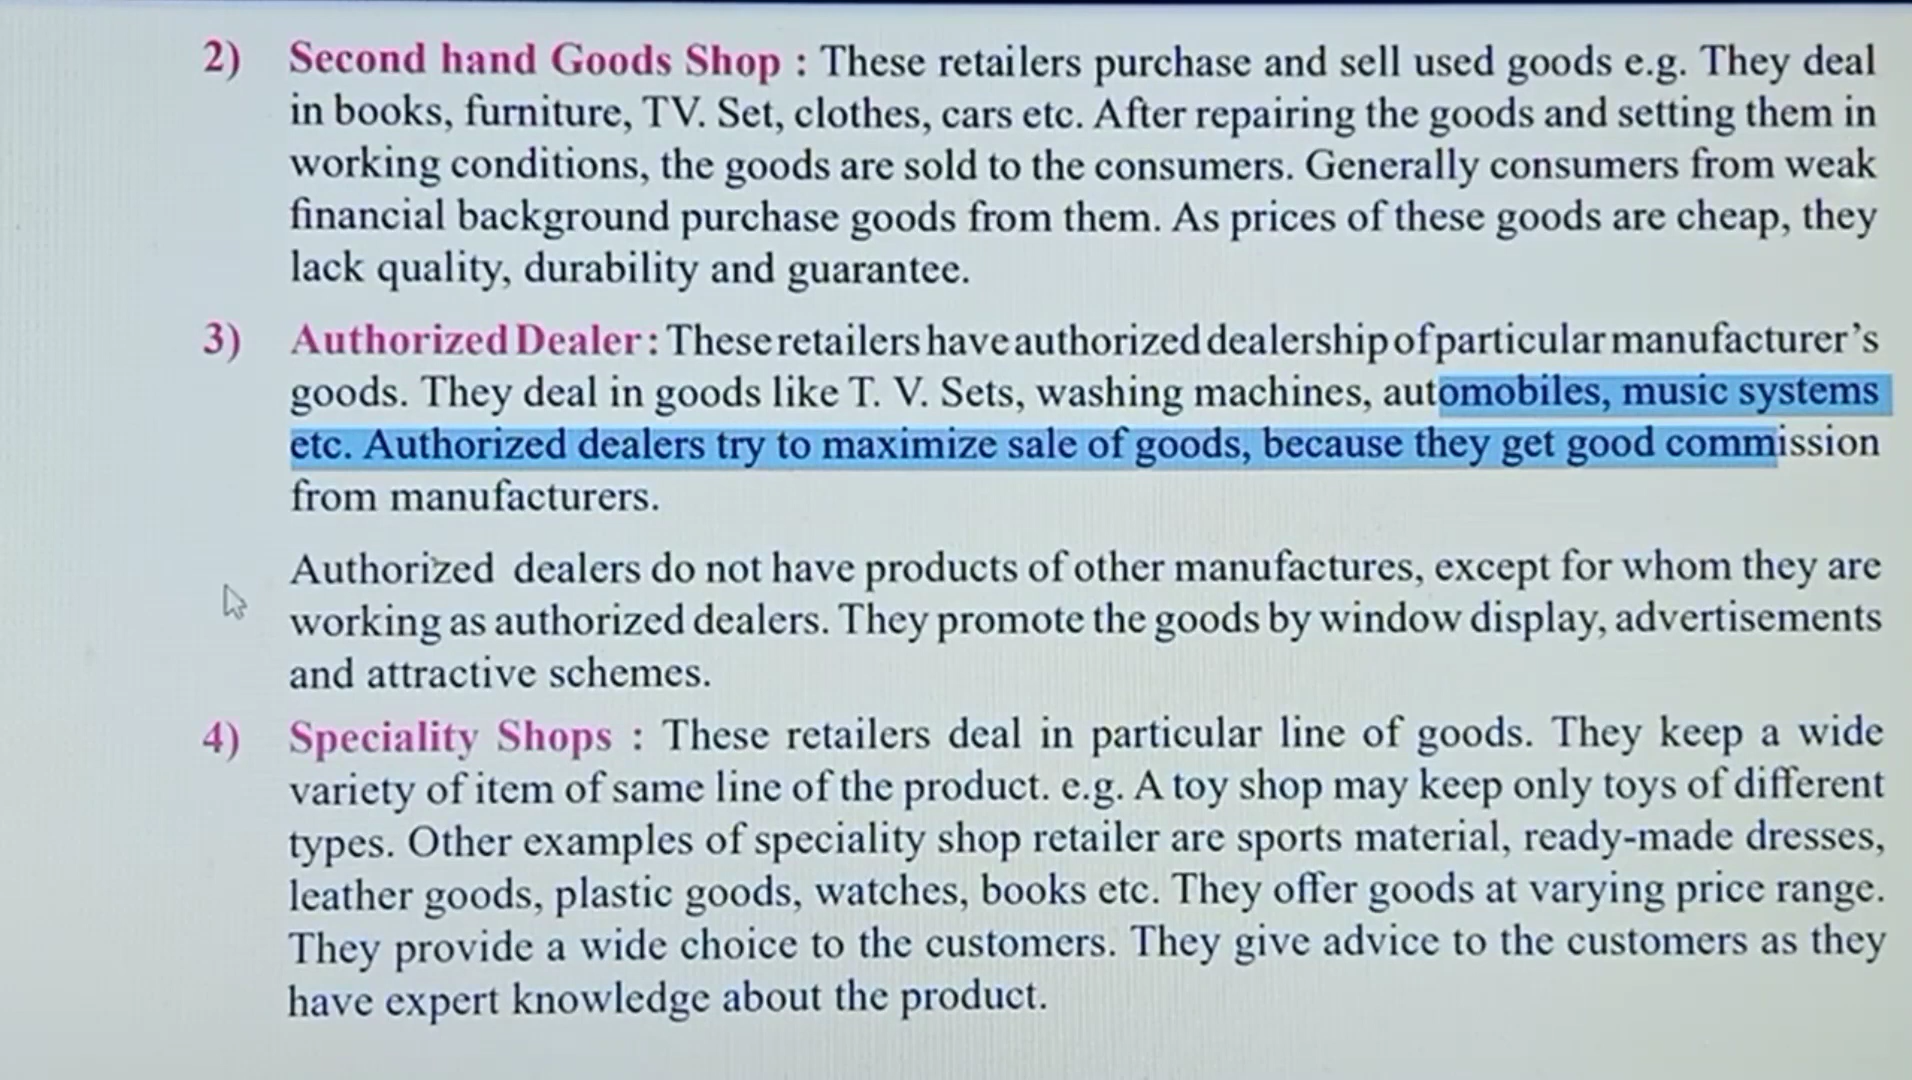 2) Second hand Goods Shop : These retailers purchase and sell used goods e.g. They deal
in books, furniture, TV. Set, clothes, cars etc. After repairing the goods and setting them in
working conditions, the goods are sold to the consumers. Generally consumers from weak
financial background purchase goods from them. As prices of these goods are cheap, they
lack quality, durability and guarantee.
3) Authorized Dealer : These retailers have authorized dealership of particular manufacturer's
goods. They deal in goods like T. V. Sets, washing machines, automobiles, music systems
etc. Authorized dealers try to maximize sale of goods, because they get good commission
from manufacturers.
Authorized dealers do not have products of other manufactures, except for whom they are
working as authorized dealers. They promote the goods by window display, advertisements
and attractive schemes.
4) Speciality Shops : These retailers deal in particular line of goods. They keep a wide
variety of item of same line of the product. e.g. A toy shop may keep only toys of different
types. Other examples of speciality shop retailer are sports material, ready-made dresses,
leather goods, plastic goods, watches, books etc. They offer goods at varying price range.
They provide a wide choice to the customers. They give advice to the customers as they
have expert knowledge about the product.